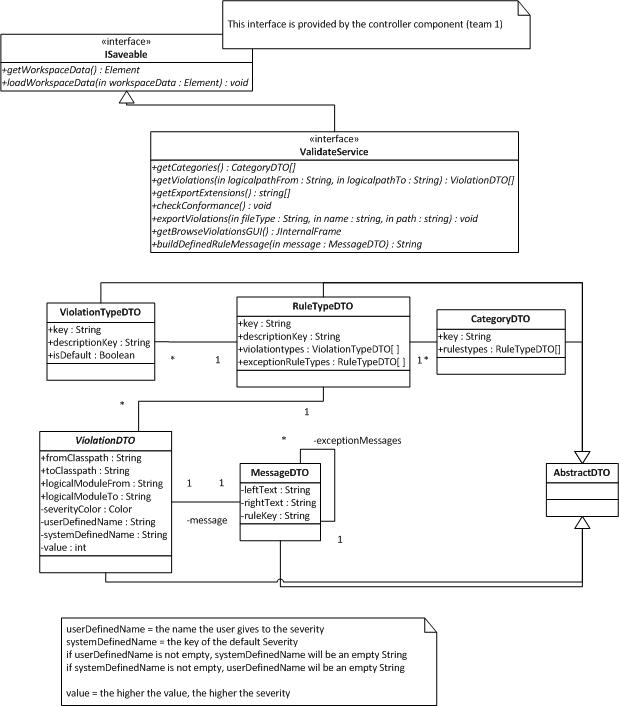 This interface is provided by the controller component (team 1)
«interface»
ISaveable
+getWorkspaceData() : Element
+loadWorkspaceData(in workspaceData : Element) : void
«interface»
ValidateService
+getCategories() : CategoryDTO[]
+getViolations(in logicalpathFrom : String, in logicalpathTo : String) : ViolationDTO[]
+getExportExtensions() : string[]
+checkConformance() : void
+exportViolations(in fileType : String, in name : string, in path : string) : void
+getBrowseViolationsGUI() : JInternalFrame
+buildDefinedRuleMessage(in message : MessageDTO) : String
ViolationTypeDTO
+key : String
+descriptionKey : String
+isDefault : Boolean
*
1
RuleTypeDTO
+key : String
+descriptionKey : String
+violationtypes : ViolationTypeDTO[ ]
+exceptionRuleTypes : RuleTypeDTO[ ]
1
*
CategoryDTO
+key : String
+rulestypes : RuleTypeDTO[]
*
1
ViolationDTO
+fromClasspath : String
+toClasspath : String
+logicalModuleFrom : String
+logicalModuleTo : String
-severityColor : Color
-userDefinedName : String
-systemDefinedName : String
-value : int
1
1
-message
*
-exceptionMessages
MessageDTO
-leftText : String
-rightText : String
-ruleKey : String
1
AbstractDTO
userDefinedName = the name the user gives to the severity
systemDefinedName = the key of the default Severity
if userDefinedName is not empty, systemDefinedName will be an empty String
if systemDefinedName is not empty, userDefinedName wil be an empty String
value = the higher the value, the higher the severity